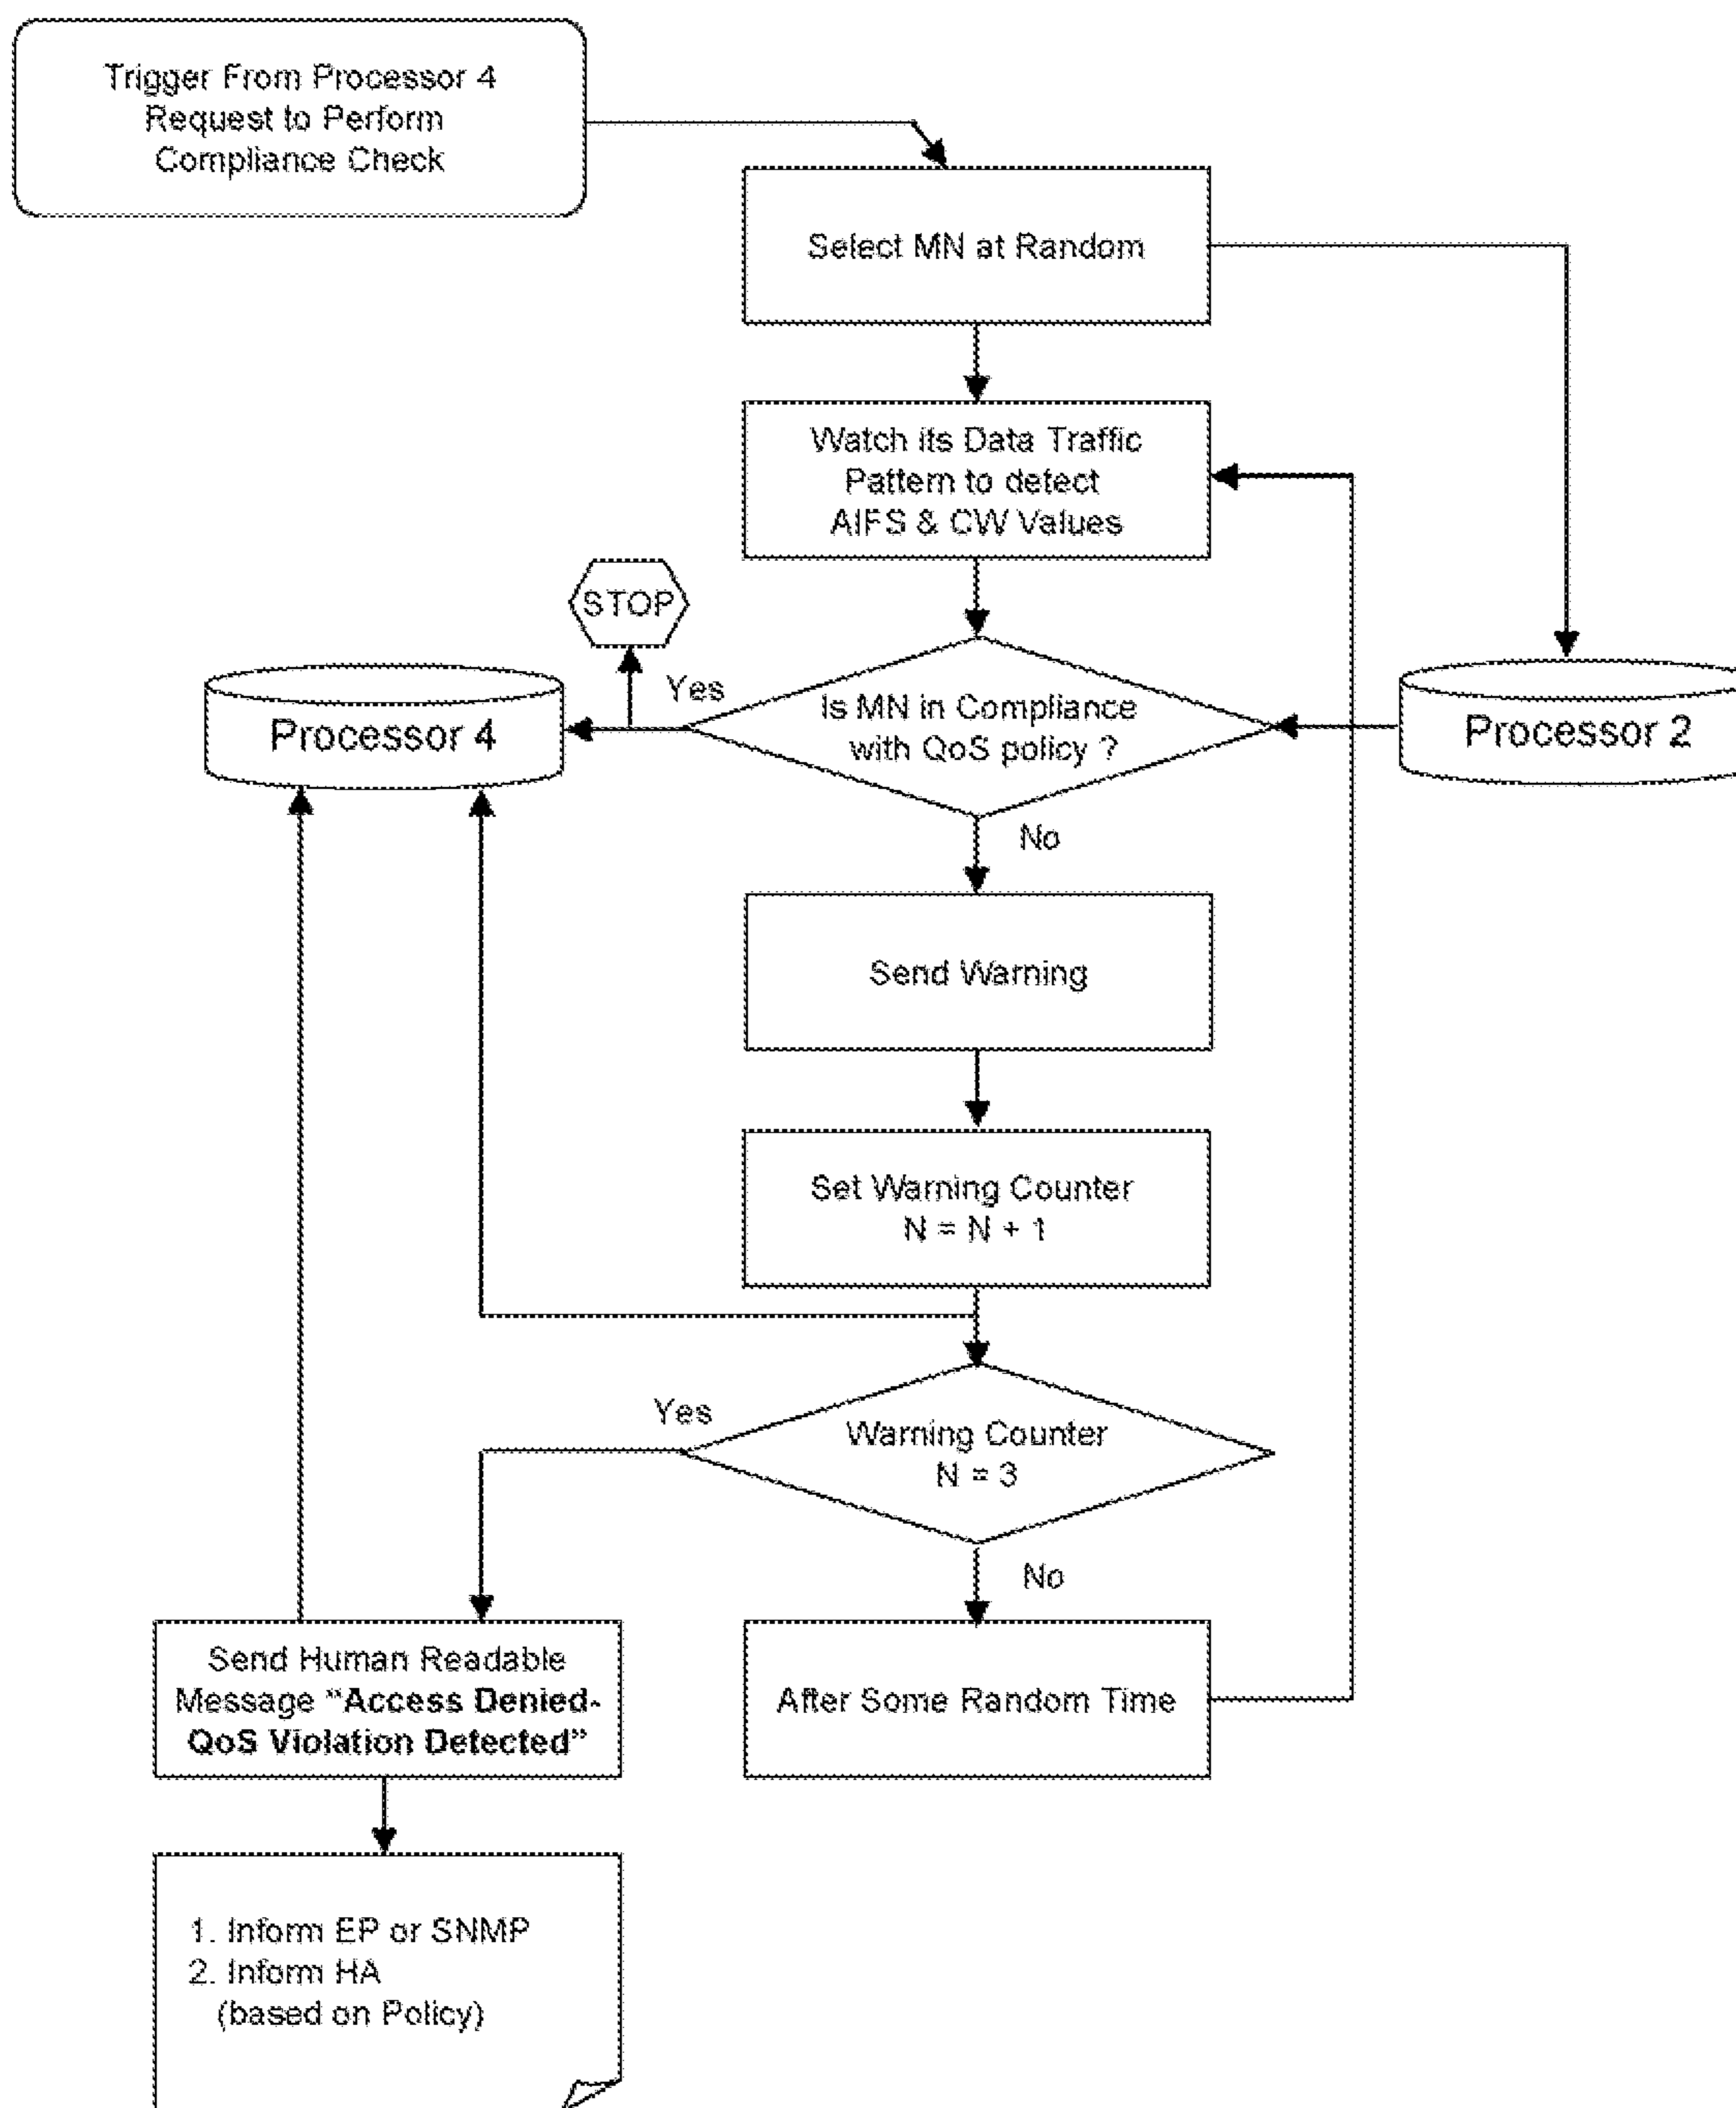 Trigger From Processor 4
Request to Perform
Compliance Check
Select MN at Random
Watch its Data Traffic
Pattern to detect
AIFS & CW Values
STOP
Yes
Is MN in Compliance
with QoS policy ?
Processor 4
Processor 2
No
Send Warning
Set Warning Counter
N = N + 1
Yes
Warning Counter
N = 3
No
Send Human Readable
Message “Access Denied-
QoS Violation Detected”
After Some Random Time
1. Inform EP or SNMP
2. Inform HA
(based on Policy)